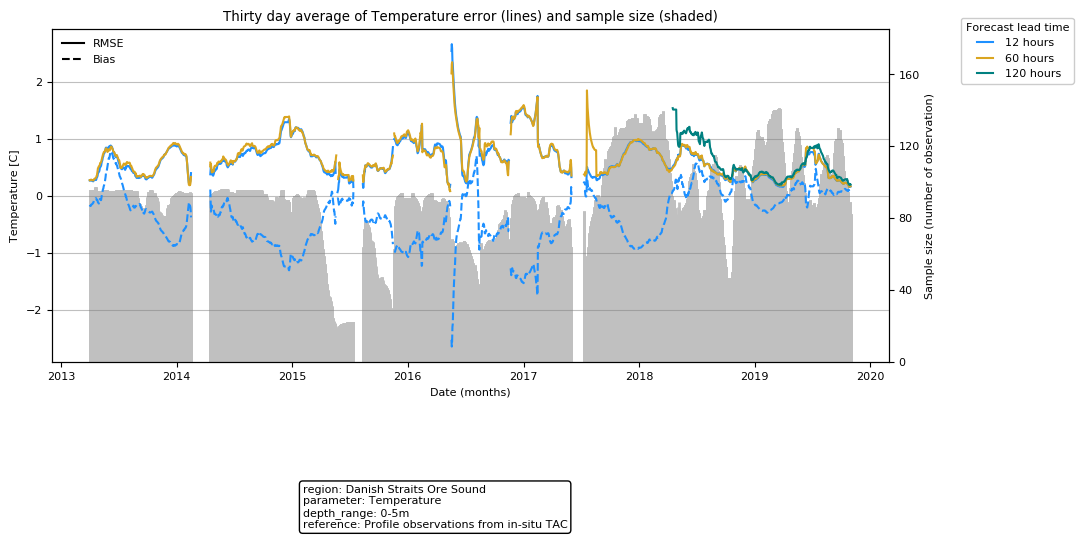 Thirty day average of Temperature error (lines) and sample size (shaded)
Forecast lead time
12 hours
60 hours
120 hours
RMSE
Bias
Temperature [C]
2
1
0
−1
−2
160
120
80
40
0
Sample size (number of observation)
2013
2014
2015
2016
2017
2018
2019
2020
Date (months)
region: Danish Straits Ore Sound
parameter: Temperature
depth_range: 0-5m
reference: Profile observations from in-situ TAC